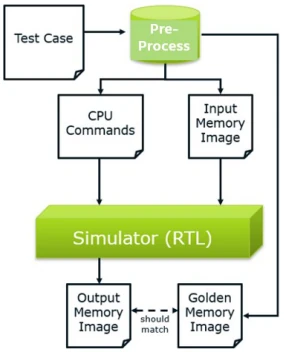 Test Case
Pre-
Process
CPU
Commands
Input
Memory
Image
Simulator (RTL)
Output
Memory
Image
should
match
Golden
Memory
Image